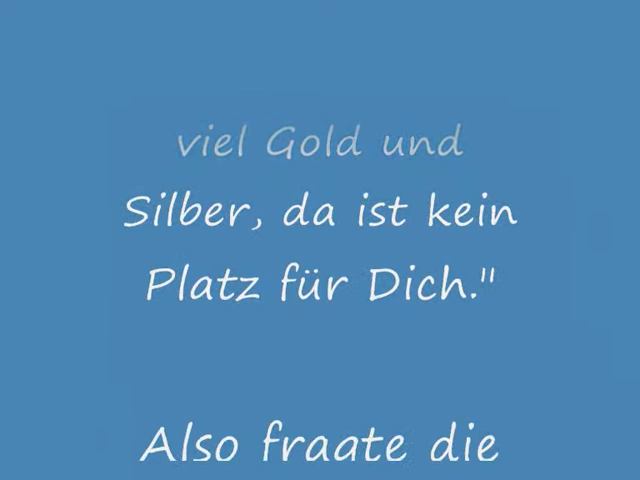 viel Gold und
Silber, da ist kein
Platz für Dich."
Also fragte die